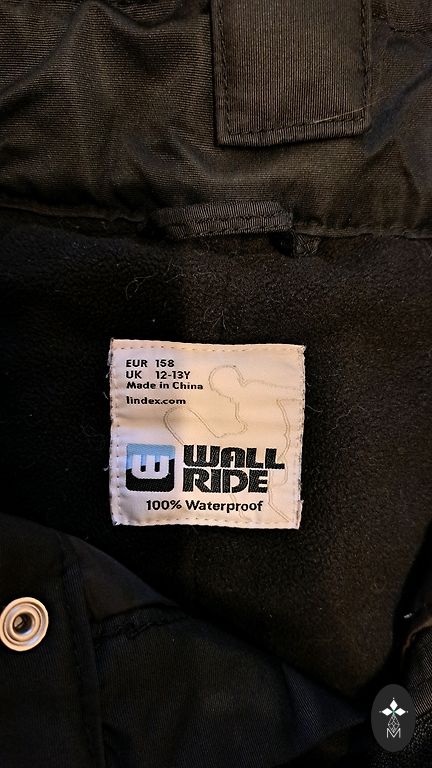 EUR 158
UK 12-13Y
Made in China
lindex.com
W WALL
RIDE
100% Waterproof
M